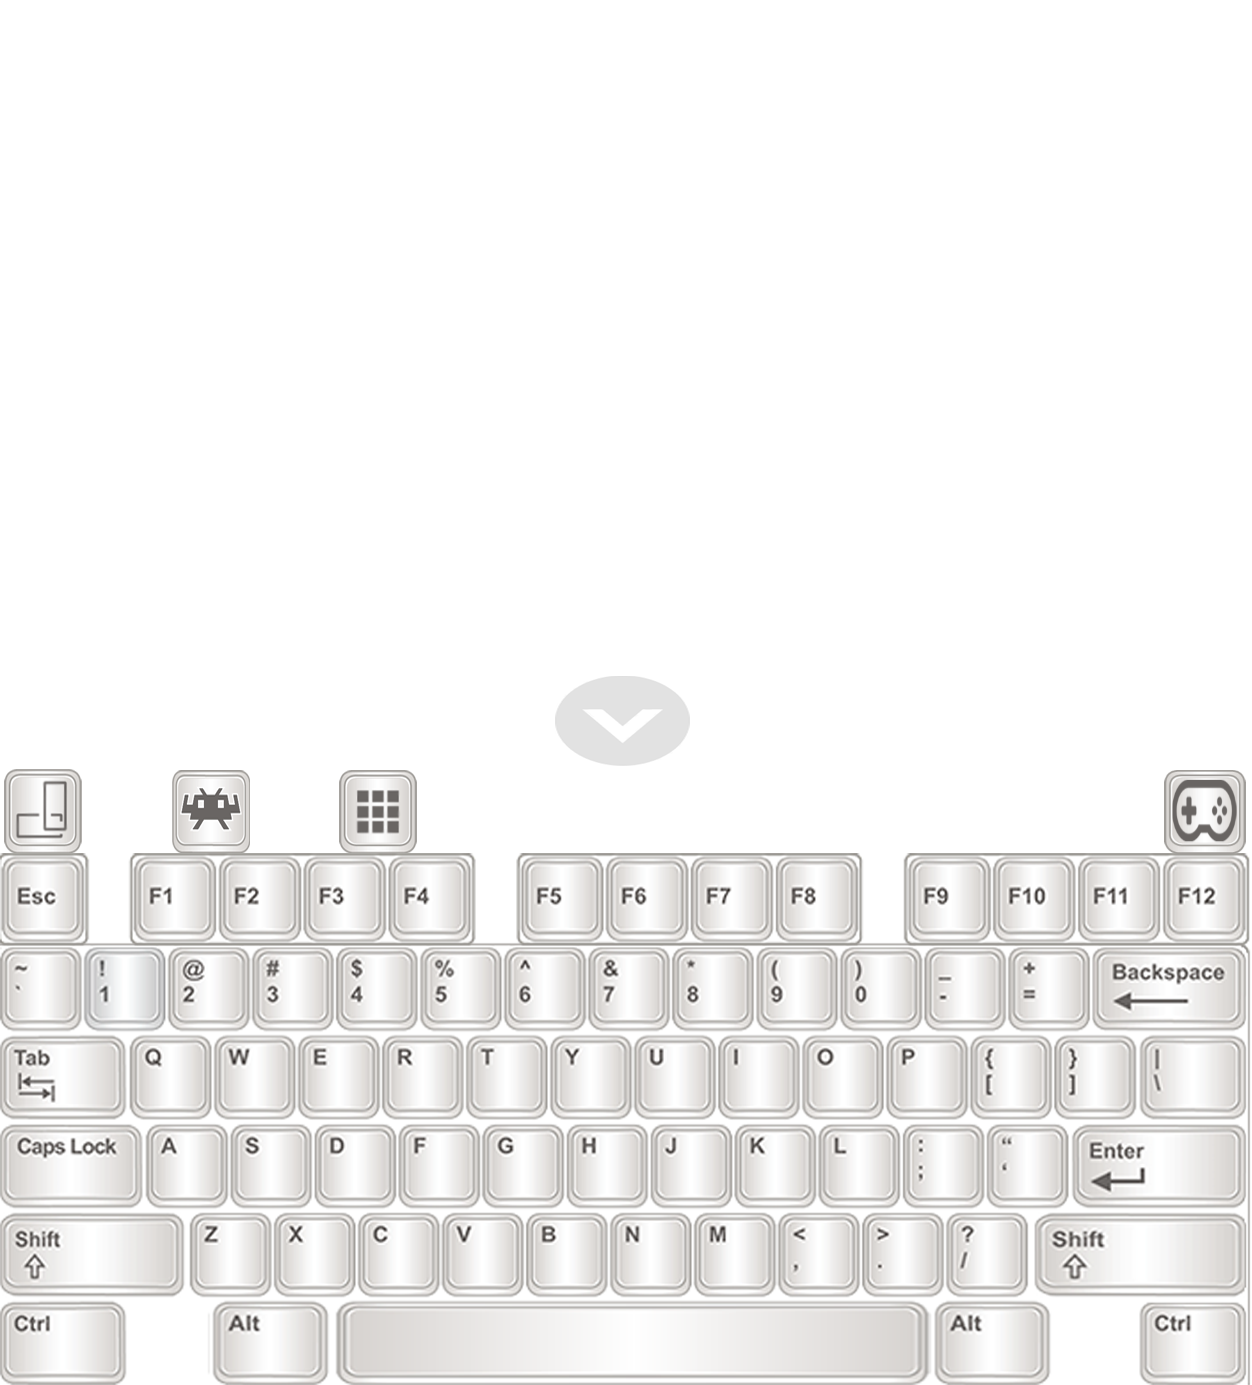 Esc F1 F2 F3 F4 F5 F6 F7 F8 F9 F10 F11 F12
~ ! @ # $ % ^ & * ( ) _ + Backspace
` 1 2 3 4 5 6 7 8 9 0 - =
Tab Q W E R T Y U I O P { } |
[ ] \
Caps Lock A S D F G H J K L : “ Enter
; ‘
Shift Z X C V B N M < > ? Shift
, . /
Ctrl Alt Alt Ctrl